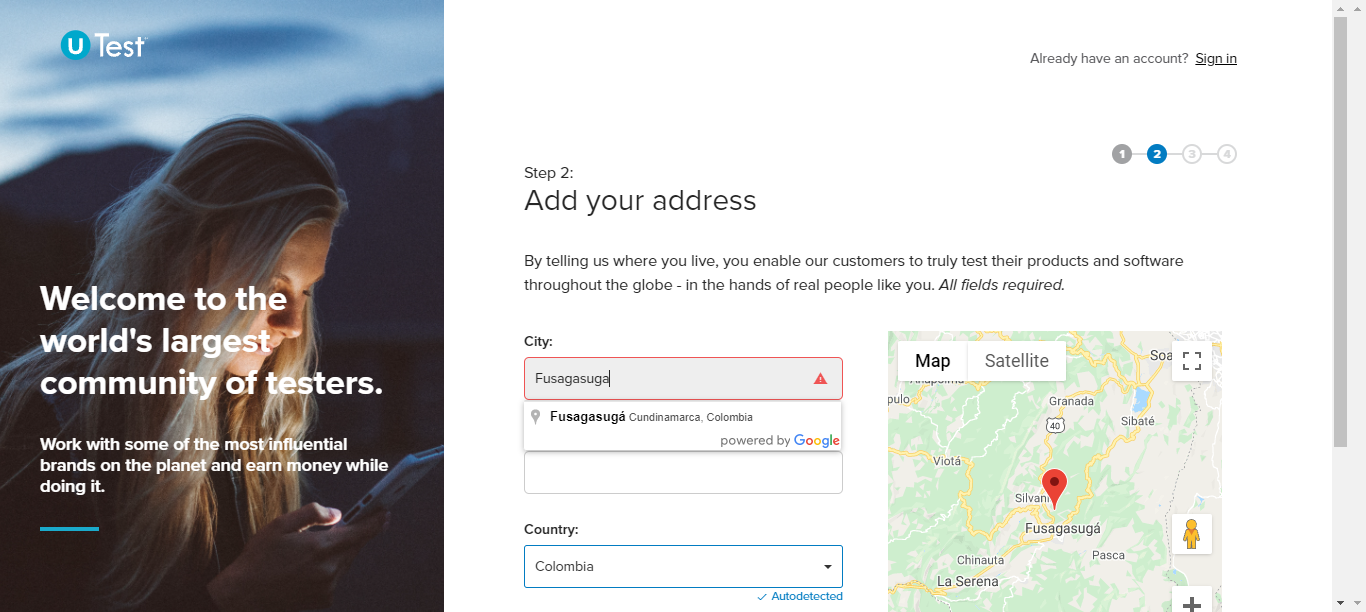 U Test
Already have an account? Sign in
1 2 3 4
Step 2:
Add your address
By telling us where you live, you enable our customers to truly test their products and software
throughout the globe - in the hands of real people like you. All fields required.
Welcome to the
world's largest
community of testers.
Work with some of the most influential
brands on the planet and earn money while
doing it.
City:
Fusagasuga
Fusagasugá Cundinamarca, Colombia
powered by Google
Country:
Colombia
Autodetected
Map Satellite
Soa
Anapoima
pulo
Granada
40
Sibaté
Viotá
Silvani
Fusagasugá
Chinauta
Pasca
La Serena